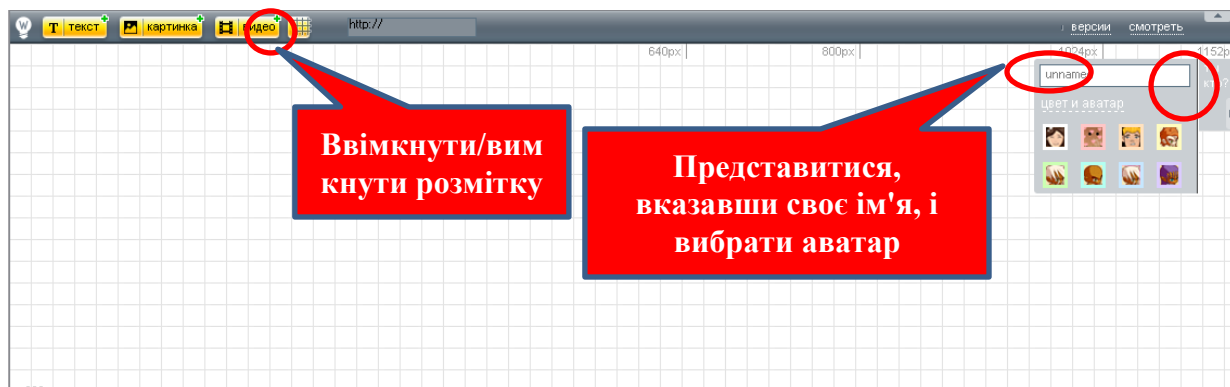 T текст картинка видео http:// версии смотреть
640px 800px 1024px 1152p
unname
цвет и аватар
Ввімкнути/вим
кнути розмітку
Представитися,
вказавши своє ім'я, і
вибрати аватар